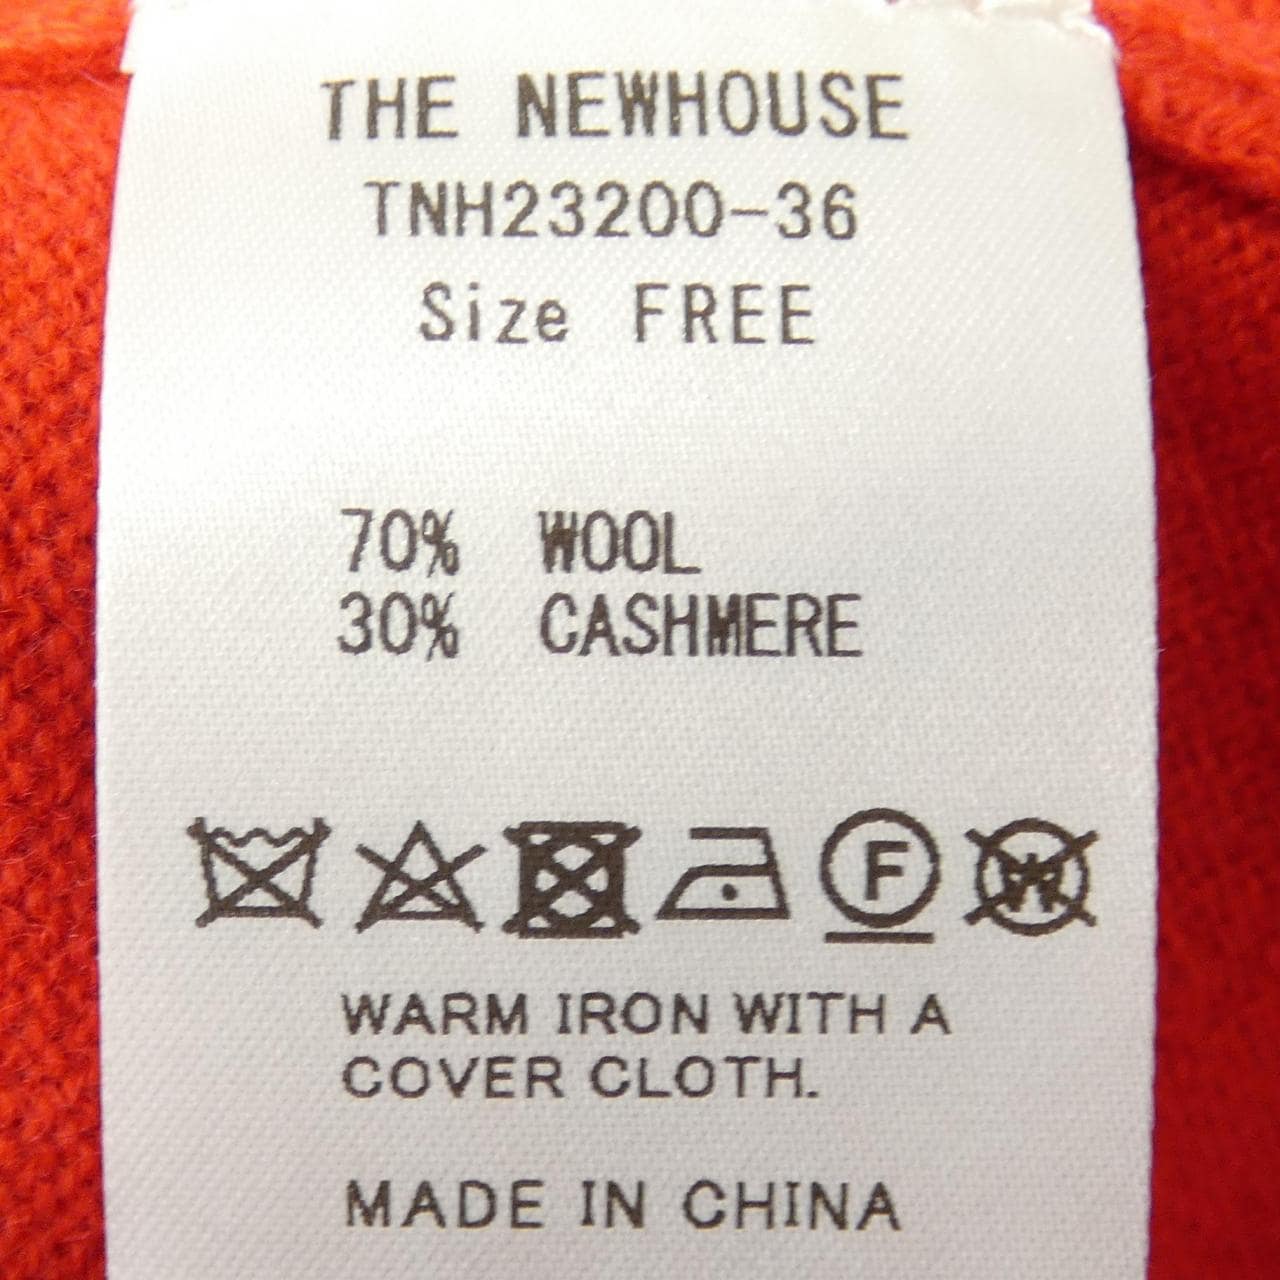 THE NEWHOUSE
TNH23200-36
Size FREE
70% WOOL
30% CASHMERE
F W
WARM IRON WITH A
COVER CLOTH.
MADE IN CHINA